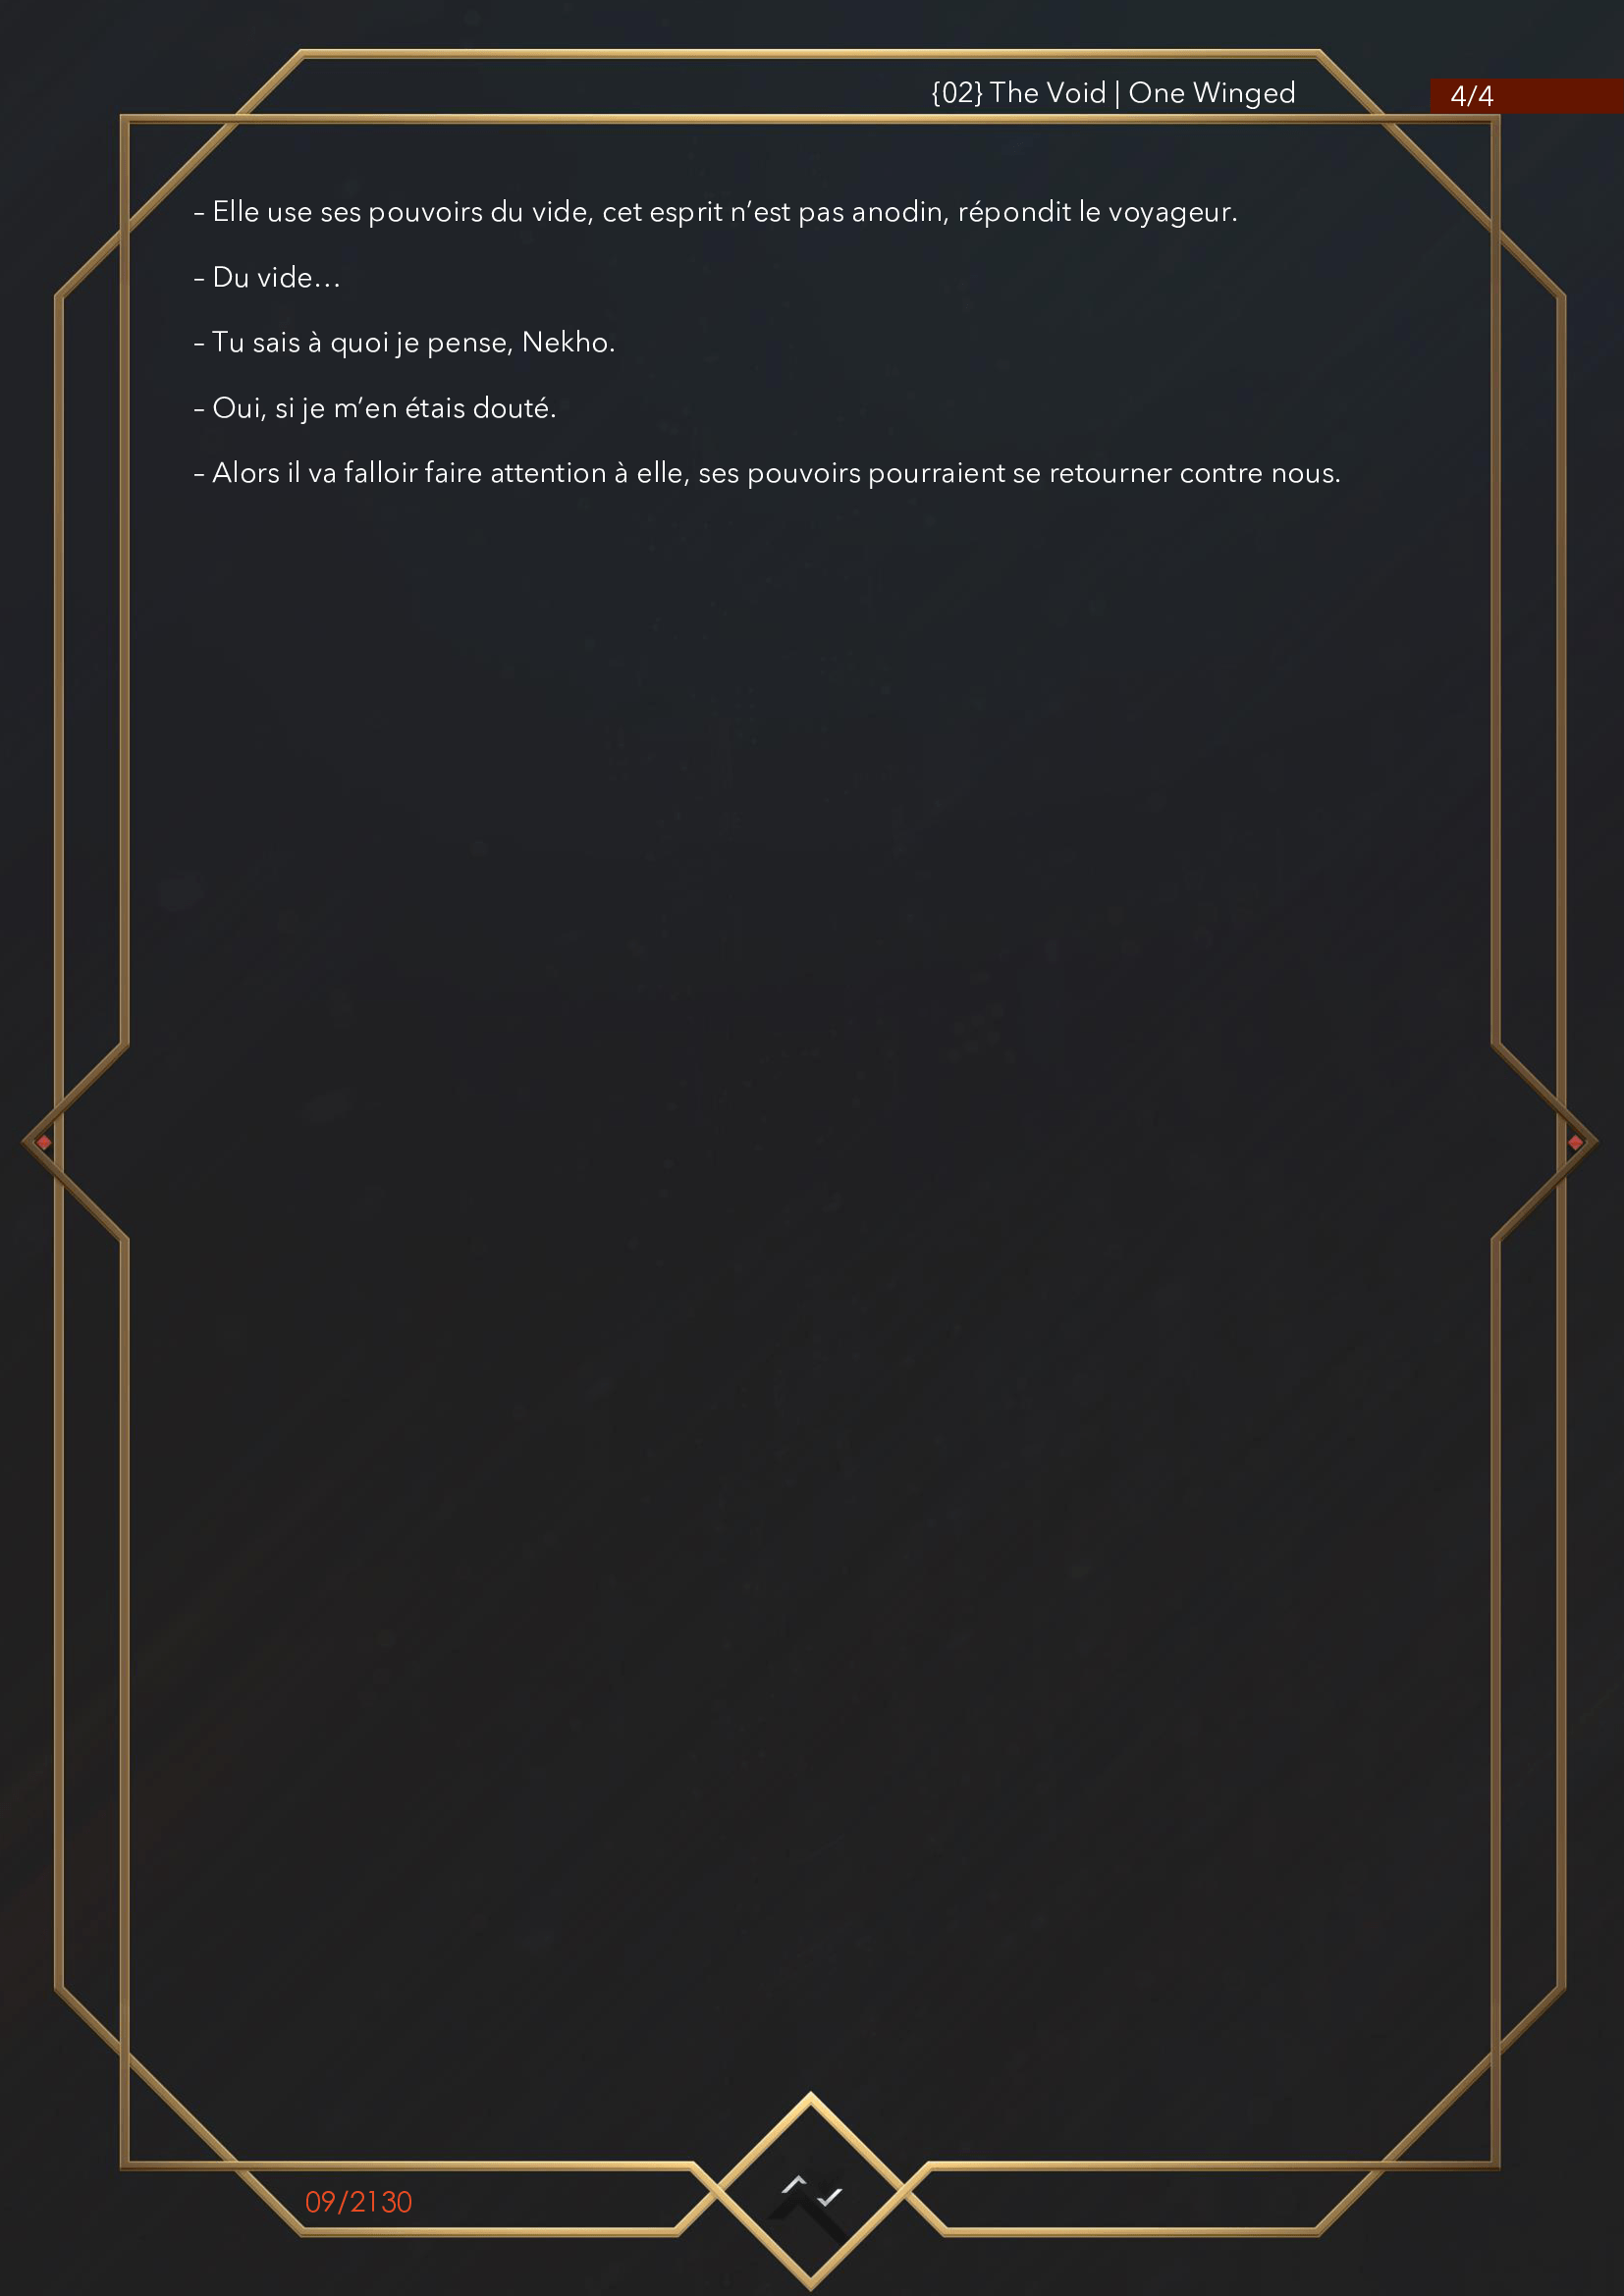 {02} The Void | One Winged
4/4
– Elle use ses pouvoirs du vide, cet esprit n’est pas anodin, répondit le voyageur.
– Du vide…
– Tu sais à quoi je pense, Nekho.
– Oui, si je m’en étais douté.
– Alors il va falloir faire attention à elle, ses pouvoirs pourraient se retourner contre nous.
09/2130